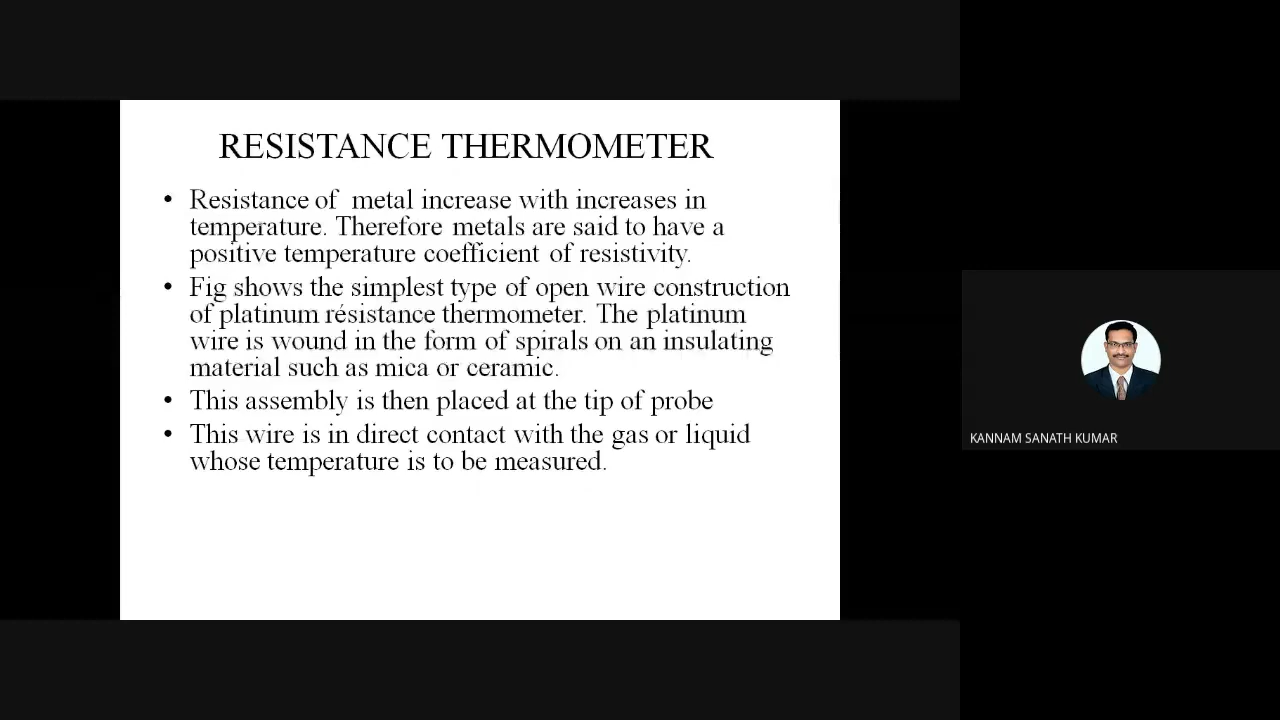 RESISTANCE THERMOMETER
• Resistance of metal increase with increases in
temperature. Therefore metals are said to have a
positive temperature coefficient of resistivity.
• Fig shows the simplest type of open wire construction
of platinum résistance thermometer. The platinum
wire is wound in the form of spirals on an insulating
material such as mica or ceramic.
• This assembly is then placed at the tip of probe
• This wire is in direct contact with the gas or liquid
whose temperature is to be measured.
KANNAM SANATH KUMAR